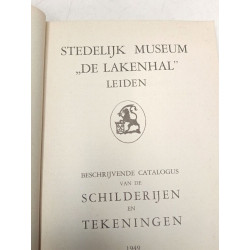 STEDELIJK MUSEUM
„DE LAKENHAL”
LEIDEN
BESCHRIJVENDE CATALOGUS
VAN DE
SCHILDERIJEN
EN
TEKENINGEN
1949